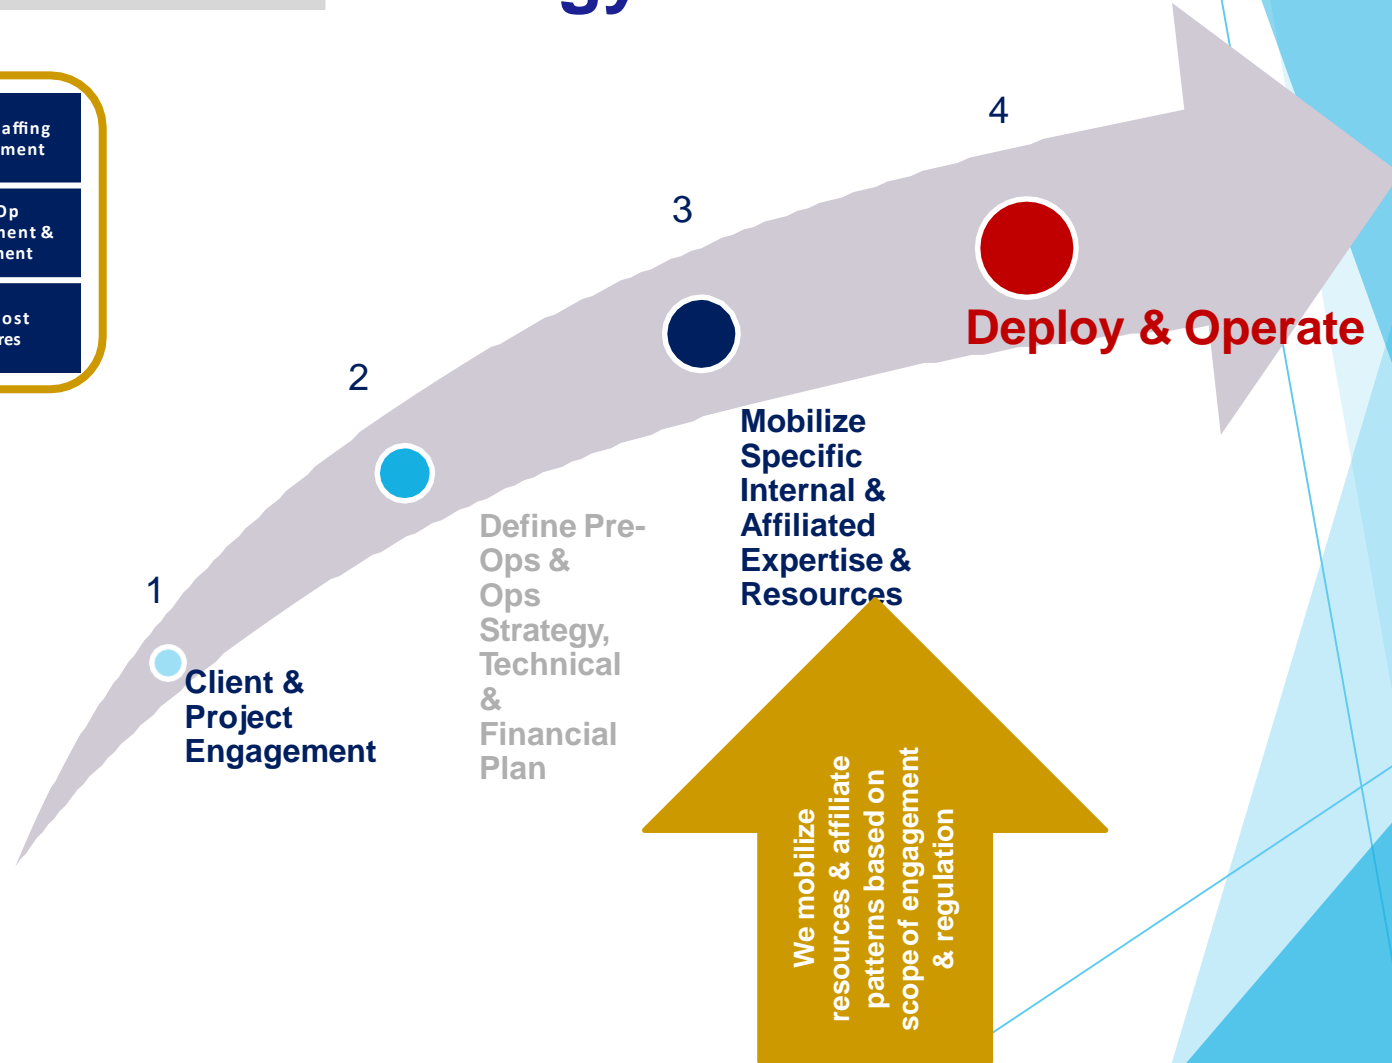 gy
affing
ment
Op
ment &
ment
ost
res
4
3
2
1
Deploy & Operate
Mobilize
Specific
Internal &
Affiliated
Expertise &
Resources
Define Pre-
Ops &
Ops
Strategy,
Technical
&
Financial
Plan
Client &
Project
Engagement
We mobilize
resources & affiliate
patterns based on
scope of engagement
& regulation